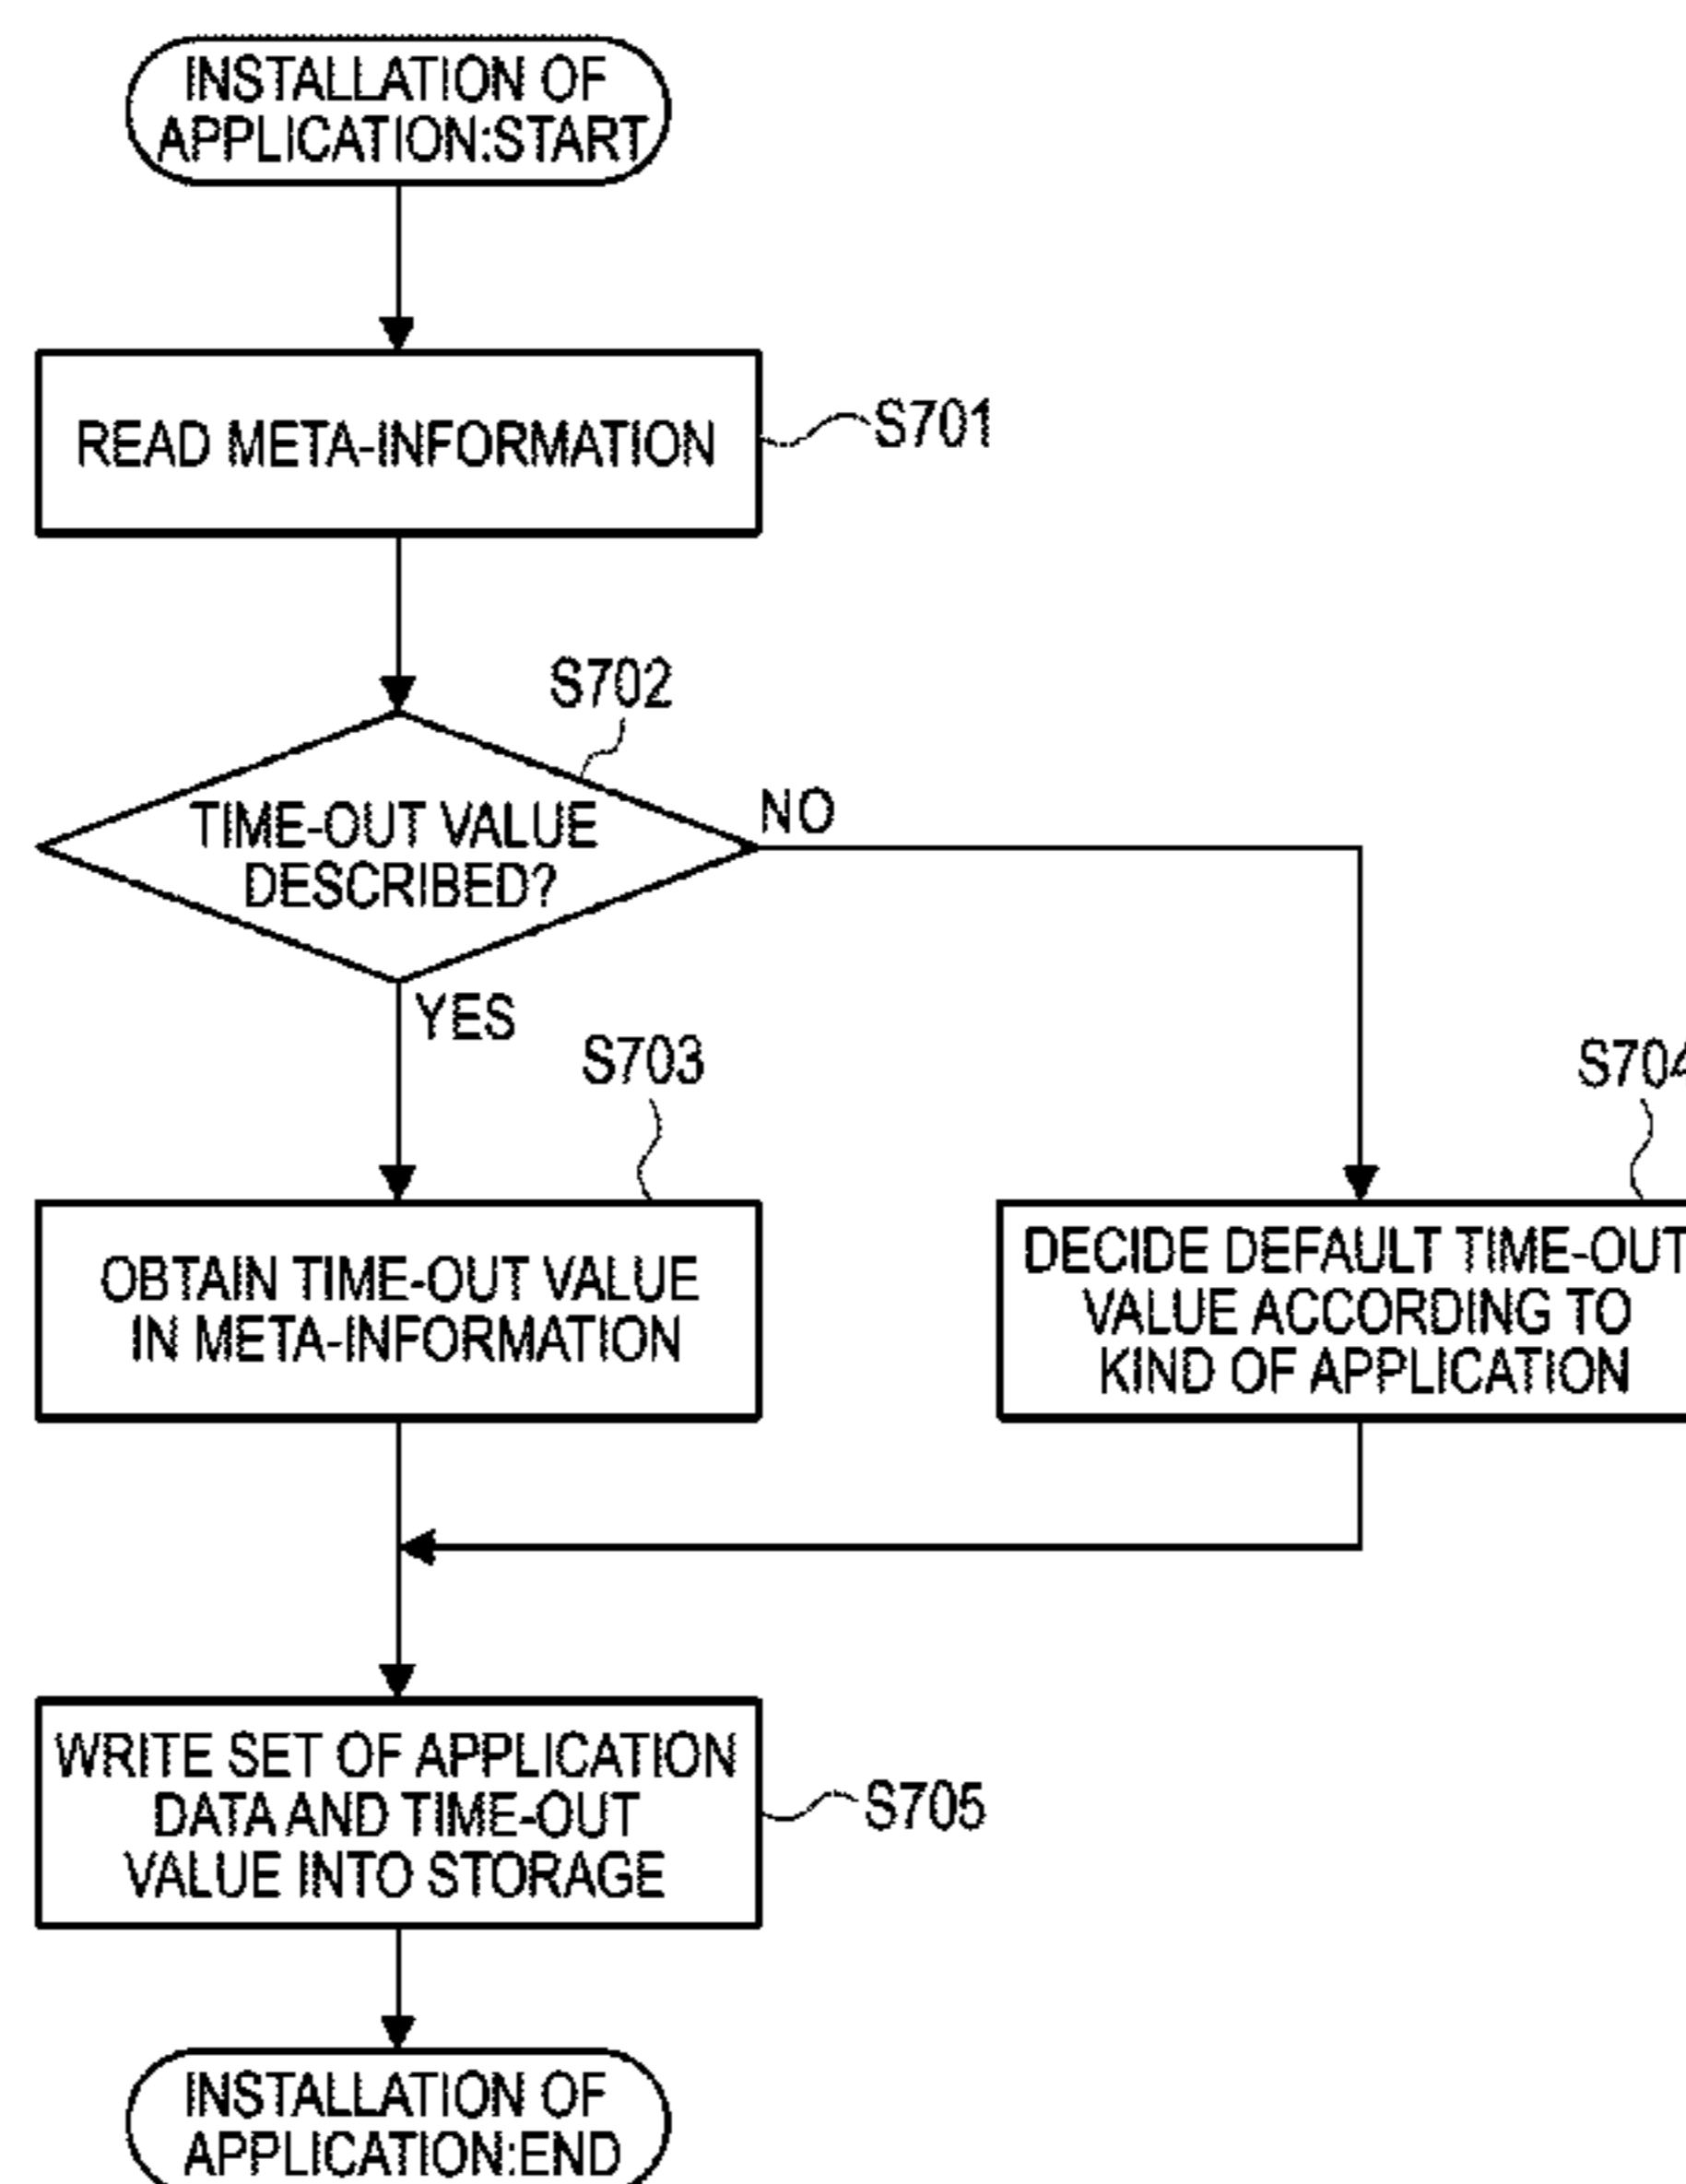 INSTALLATION OF
APPLICATION:START
READ META-INFORMATION
S701
S702
TIME-OUT VALUE
DESCRIBED?
NO
YES
S703
S704
OBTAIN TIME-OUT VALUE
IN META-INFORMATION
DECIDE DEFAULT TIME-OUT
VALUE ACCORDING TO
KIND OF APPLICATION
WRITE SET OF APPLICATION
DATA AND TIME-OUT
VALUE INTO STORAGE
S705
INSTALLATION OF
APPLICATION:END